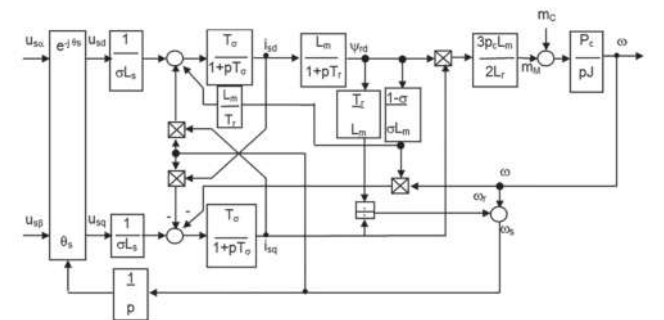 m_C
u_sα
e^-jθs
u_sd
1
σL_s
T_σ
1+pT_σ
i_sd
L_m
1+pT_r
ψ_rd
3p_cL_m
2L_r
m_M
P_c
pJ
ω
L_m
T_r
T_r
L_m
1-σ
σL_m
ω
ω_r
ω_s
u_sβ
θ_s
u_sq
1
σL_s
- -
T_σ
1+pT_σ
i_sq
1
p